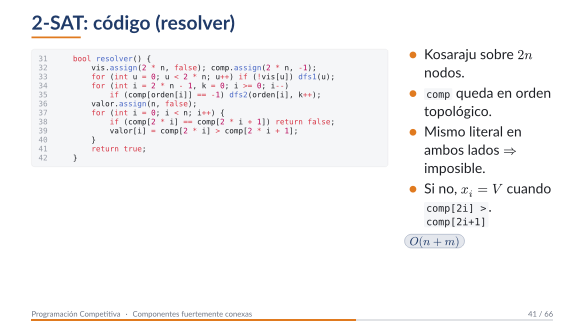 2-SAT: código (resolver)
31 bool resolver() {
32 vis.assign(2 * n, false); comp.assign(2 * n, -1);
33 for (int u = 0; u < 2 * n; u++) if (!vis[u]) dfs1(u);
34 for (int i = 2 * n - 1, k = 0; i >= 0; i--)
35 if (comp[orden[i]] == -1) dfs2(orden[i], k++);
36 valor.assign(n, false);
37 for (int i = 0; i < n; i++) {
38 if (comp[2 * i] == comp[2 * i + 1]) return false;
39 valor[i] = comp[2 * i] > comp[2 * i + 1];
40 }
41 return true;
42 }
Kosaraju sobre 2n
nodos.
comp queda en orden
topológico.
Mismo literal en
ambos lados ⇒
imposible.
Si no, x_i = V cuando
comp[2i] >.
comp[2i+1]
O(n + m)
Programación Competitiva · Componentes fuertemente conexas
41 / 66